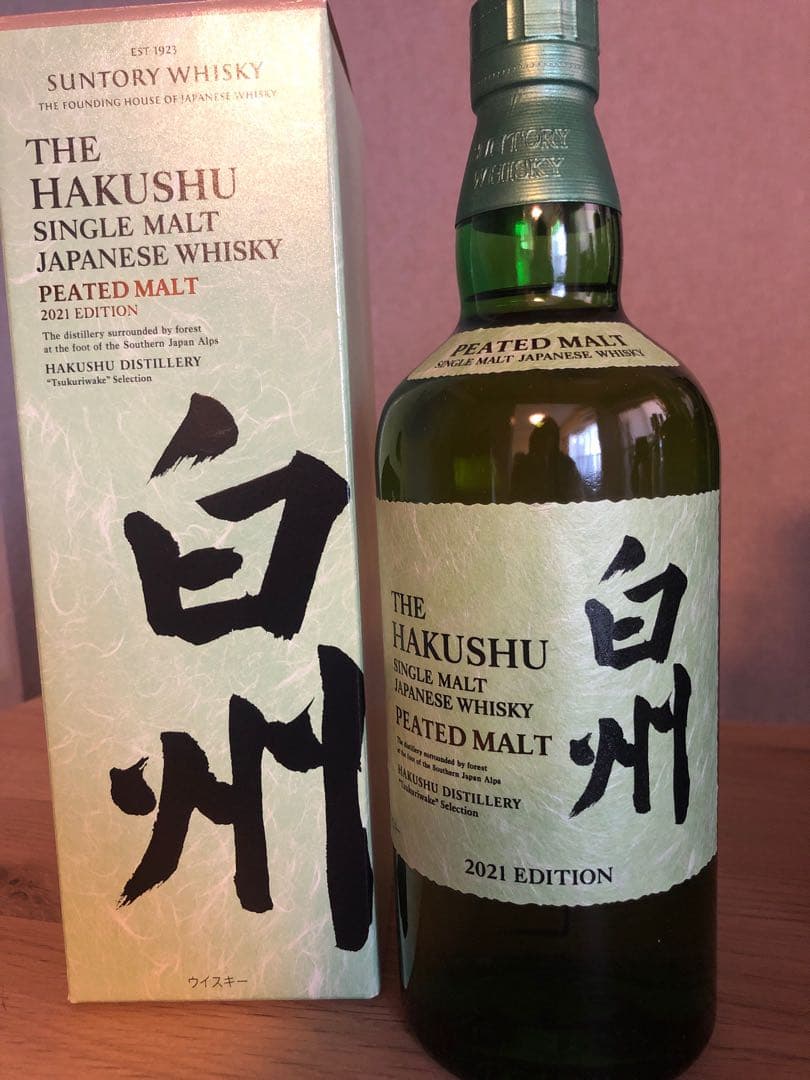 EST 1923
SUNTORY WHISKY
THE FOUNDING HOUSE OF JAPANESE WHISKY
THE
HAKUSHU
SINGLE MALT
JAPANESE WHISKY
PEATED MALT
2021 EDITION
The distillery surrounded by forest
at the foot of the Southern Japan Alps
HAKUSHU DISTILLERY
"Tsukuriwake" Selection
白州
ウイスキー
SUNTORY
WHISKY
PEATED MALT
SINGLE MALT JAPANESE WHISKY
THE
HAKUSHU
SINGLE MALT
JAPANESE WHISKY
PEATED MALT
The distillery surrounded by forest
at the foot of the Southern Japan Alps
HAKUSHU DISTILLERY
"Tsukuriwake" Selection
白州
2021 EDITION